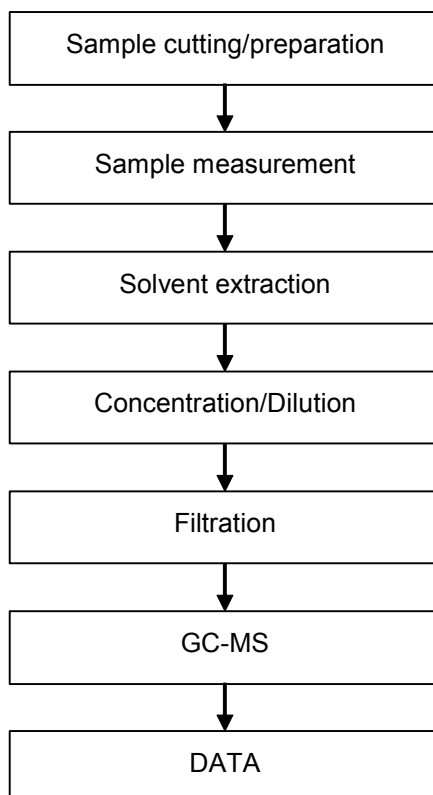 Sample cutting/preparation
Sample measurement
Solvent extraction
Concentration/Dilution
Filtration
GC-MS
DATA